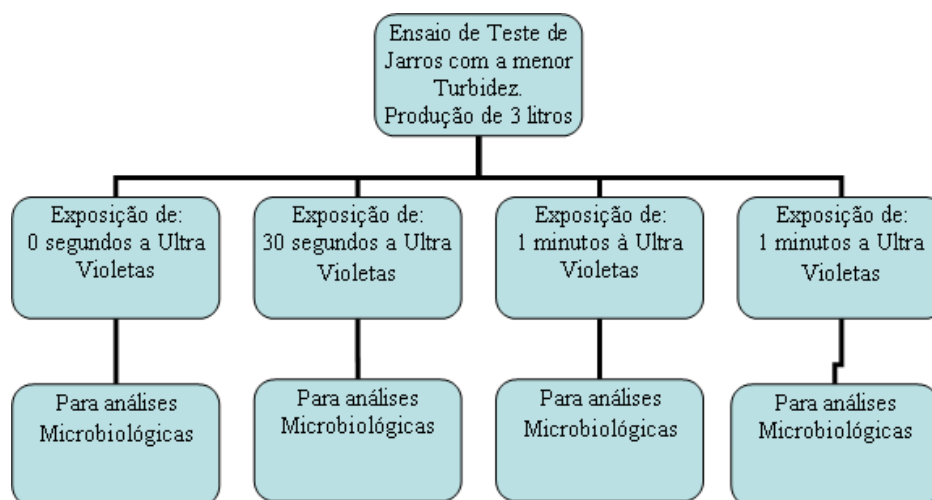 Ensaio de Teste de
Jarros com a menor
Turbidez.
Produção de 3 litros
Exposição de:
0 segundos a Ultra
Violetas
Exposição de:
30 segundos a Ultra
Violetas
Exposição de:
1 minutos à Ultra
Violetas
Exposição de:
1 minutos a Ultra
Violetas
Para análises
Microbiológicas
Para análises
Microbiológicas
Para análises
Microbiológicas
Para análises
Microbiológicas